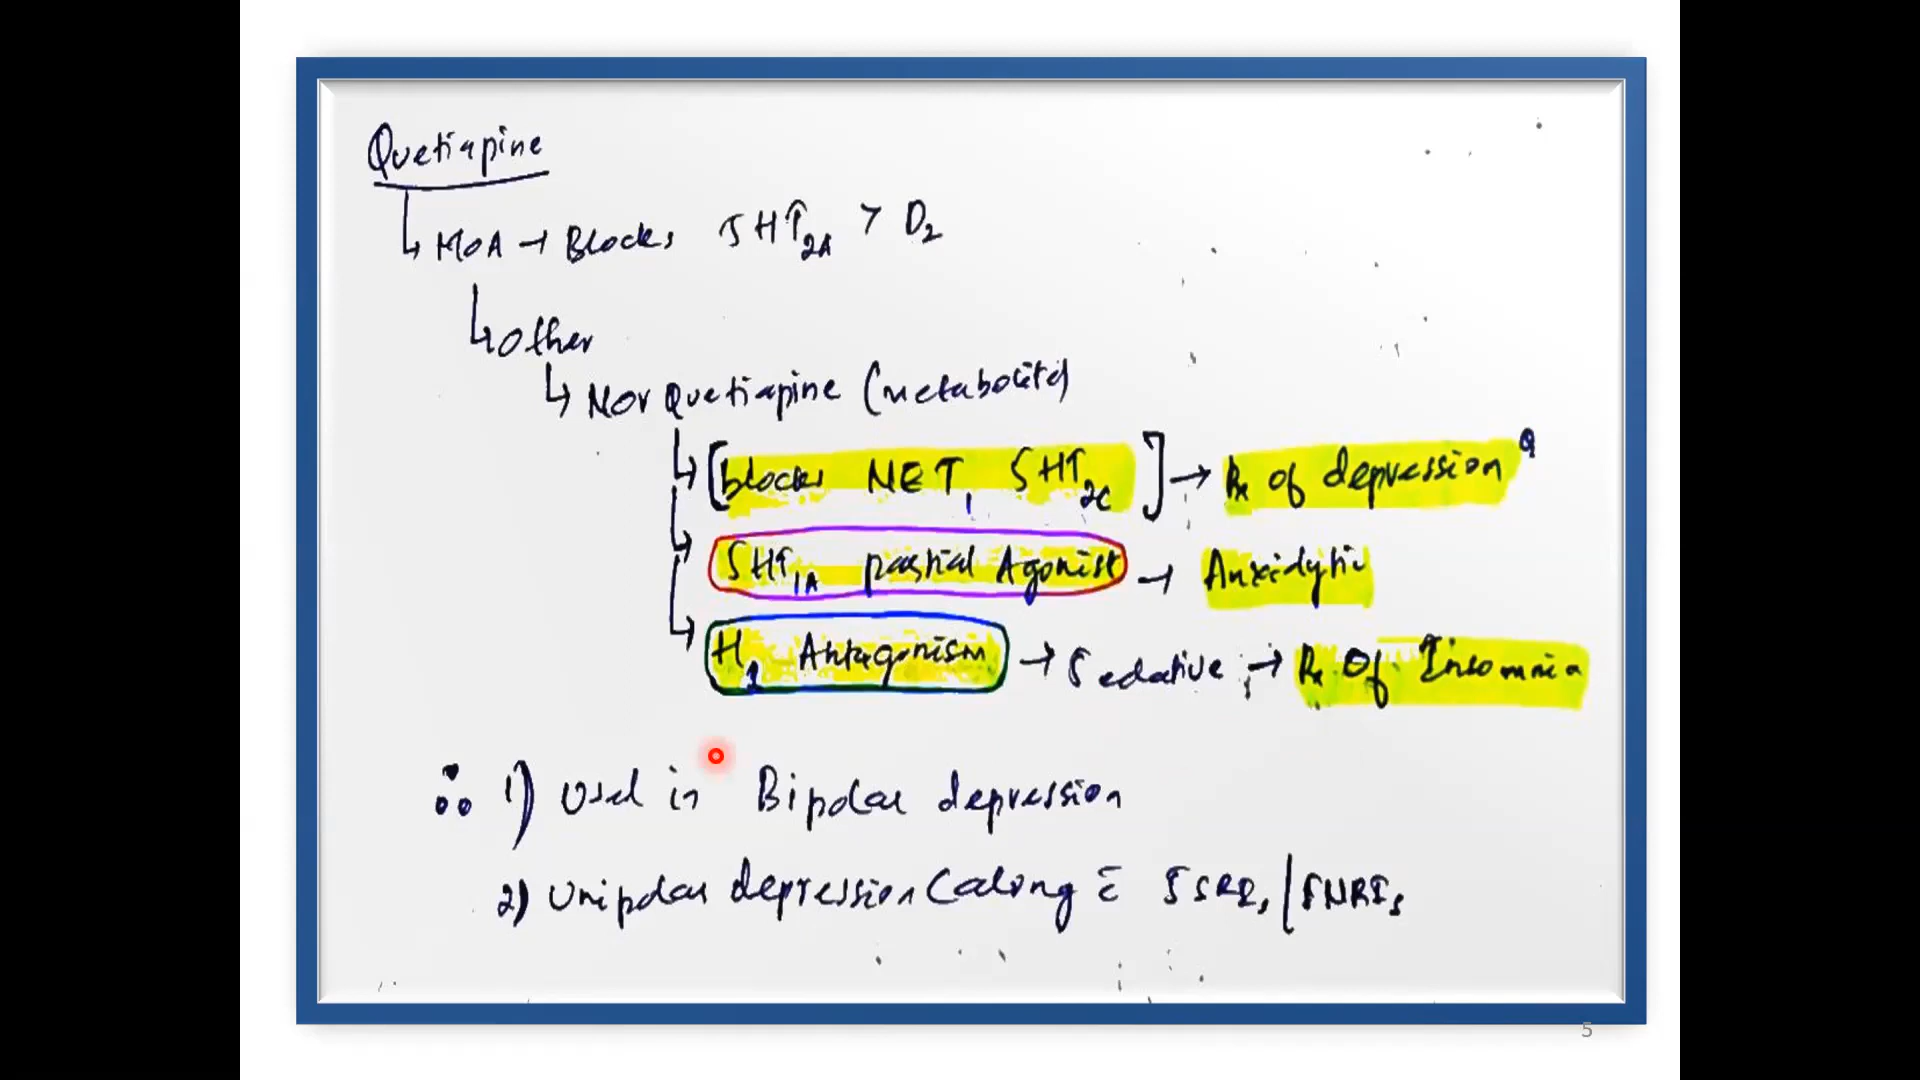 Quetiapine
↳ MOA → Blocks 5HT2A > D2
↳ Other
↳ Nor Quetiapine (metabolite)
↳ [blocks NET, 5HT2C] → Rx of depression Q
↳ 5HT1A partial Agonist → Anxiolytic
↳ H1 Antagonism → Sedative → Rx Of Insomnia
∴ 1) Used in Bipolar depression
2) Unipolar depression (along c̄ SSRIs/SNRIs
5